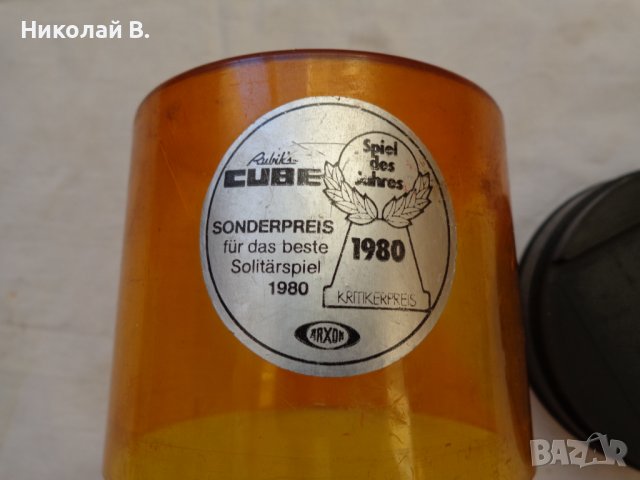 Николай В.
Rubik's
CUBE
SONDERPREIS
für das beste
Solitärspiel
1980
Spiel
des
Jahres
1980
KRITIKERPREIS
ARXON
BAZAR